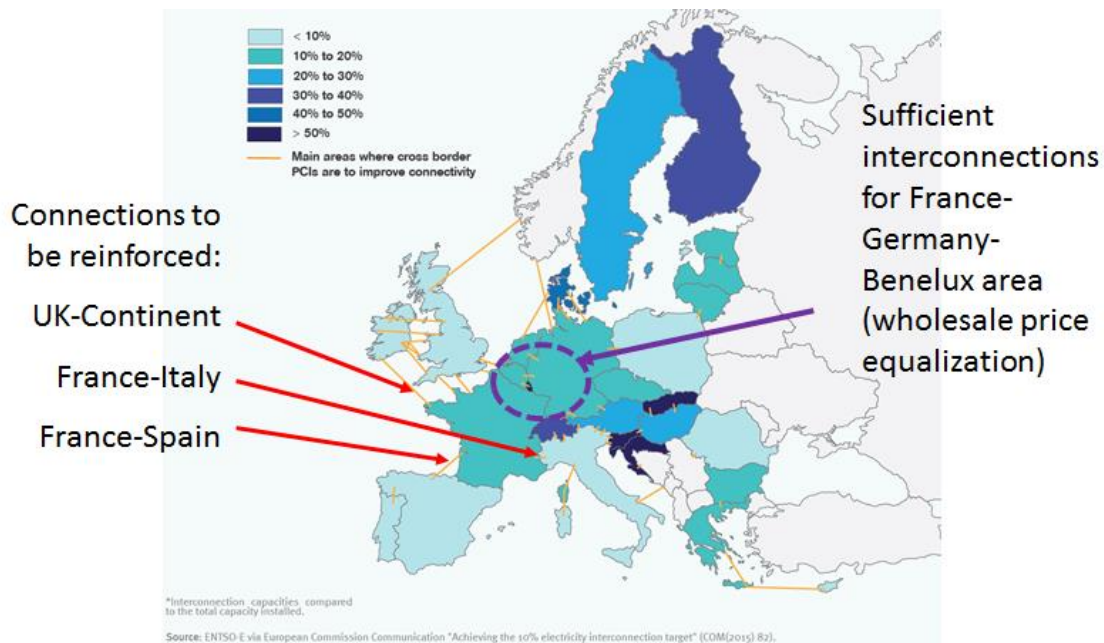 < 10%
10% to 20%
20% to 30%
30% to 40%
40% to 50%
> 50%
Main areas where cross border
PCIs are to improve connectivity
Connections to
be reinforced:
UK-Continent
France-Italy
France-Spain
Sufficient
interconnections
for France-
Germany-
Benelux area
(wholesale price
equalization)
*Interconnection capacities compared
to the total capacity installed.
Source: ENTSO-E via European Commission Communication "Achieving the 10% electricity interconnection target" (COM(2015) 82).